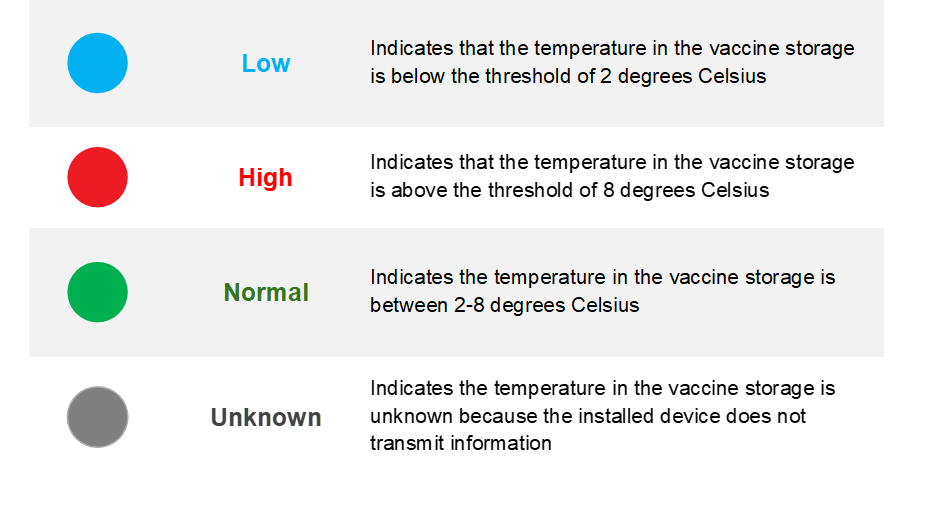 Low
Indicates that the temperature in the vaccine storage
is below the threshold of 2 degrees Celsius
High
Indicates that the temperature in the vaccine storage
is above the threshold of 8 degrees Celsius
Normal
Indicates the temperature in the vaccine storage is
between 2-8 degrees Celsius
Unknown
Indicates the temperature in the vaccine storage is
unknown because the installed device does not
transmit information